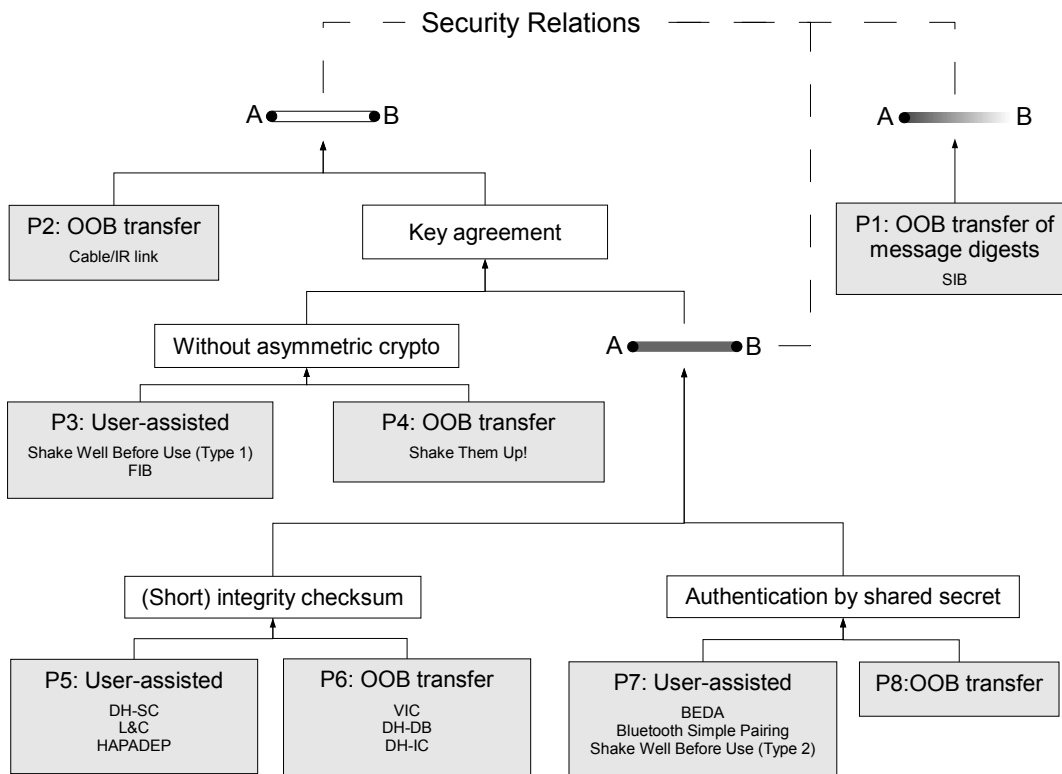 Security Relations
A B
A B
P2: OOB transfer
Cable/IR link
Key agreement
P1: OOB transfer of
message digests
SIB
Without asymmetric crypto
A B
P3: User-assisted
Shake Well Before Use (Type 1)
FIB
P4: OOB transfer
Shake Them Up!
(Short) integrity checksum
Authentication by shared secret
P5: User-assisted
DH-SC
L&C
HAPADEP
P6: OOB transfer
VIC
DH-DB
DH-IC
P7: User-assisted
BEDA
Bluetooth Simple Pairing
Shake Well Before Use (Type 2)
P8:OOB transfer